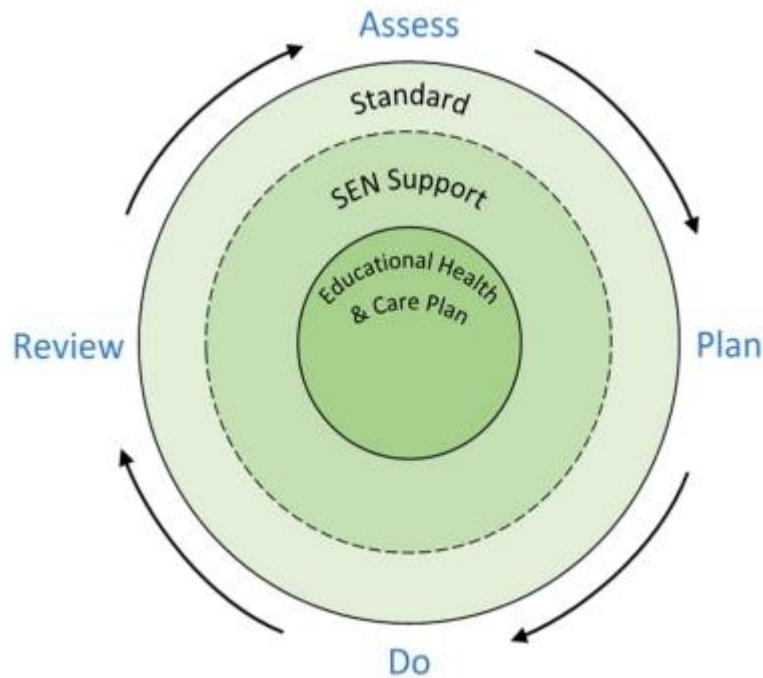 Assess
Standard
SEN Support
Educational Health
& Care Plan
Review
Plan
Do